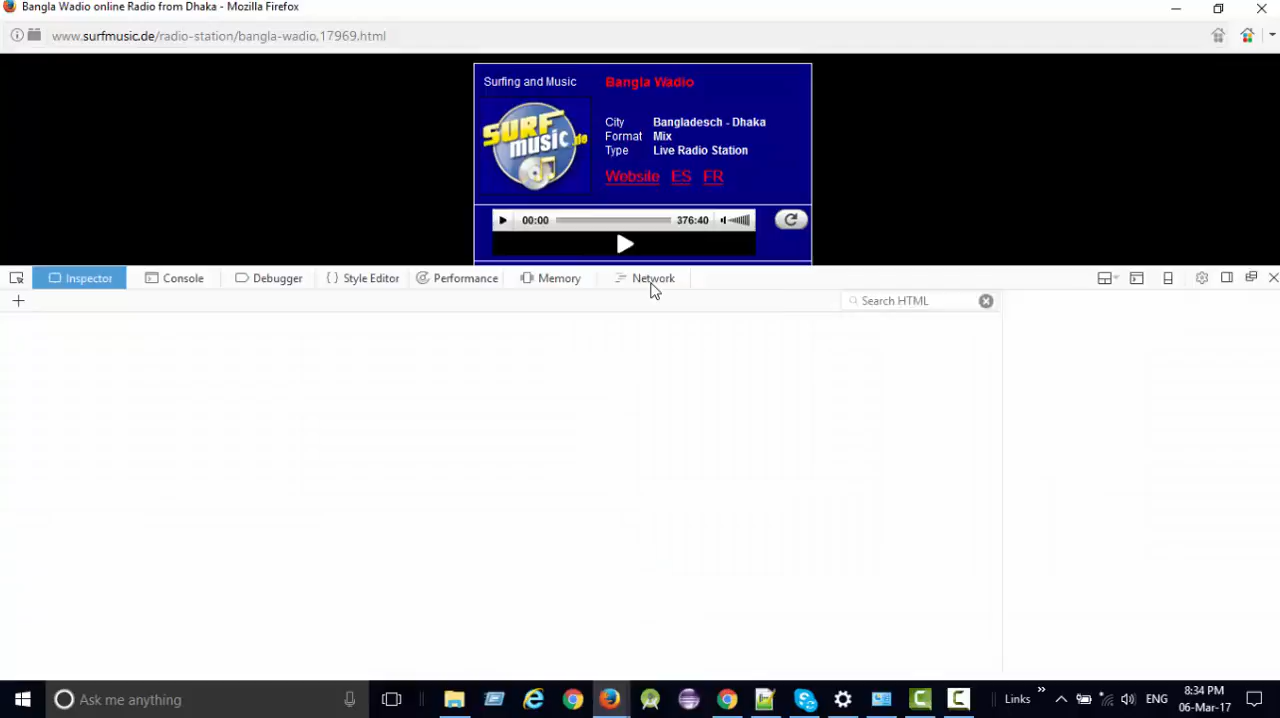 Bangla Wadio online Radio from Dhaka - Mozilla Firefox
www.surfmusic.de/radio-station/bangla-wadio,17969.html
Surfing and Music
Bangla Wadio
SURF
music.de
City Bangladesch - Dhaka
Format Mix
Type Live Radio Station
Website ES FR
00:00 376:40
Inspector Console Debugger Style Editor Performance Memory Network
Search HTML
Ask me anything
Links ENG 8:34 PM
06-Mar-17